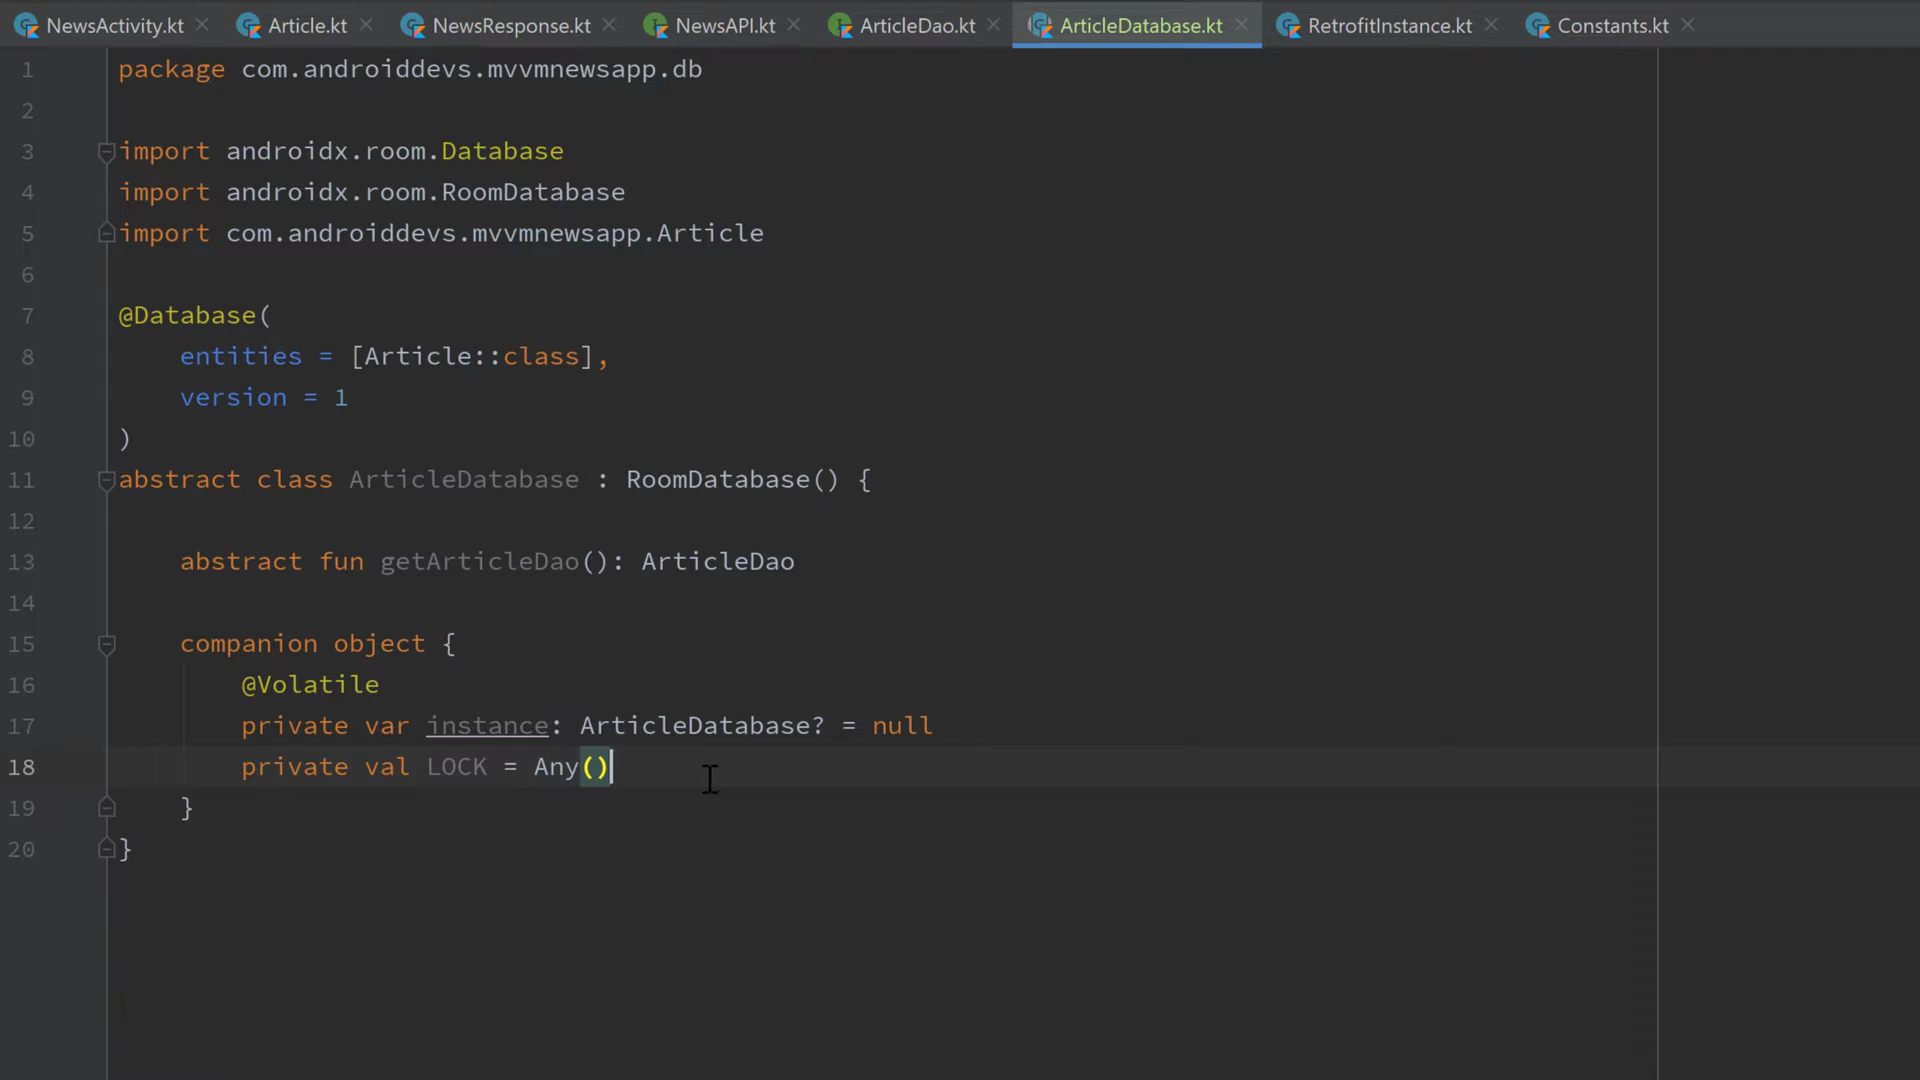 NewsActivity.kt Article.kt NewsResponse.kt NewsAPI.kt ArticleDao.kt ArticleDatabase.kt RetrofitInstance.kt Constants.kt
1 package com.androiddevs.mvvmnewsapp.db
2
3 import androidx.room.Database
4 import androidx.room.RoomDatabase
5 import com.androiddevs.mvvmnewsapp.Article
6
7 @Database(
8 entities = [Article::class],
9 version = 1
10 )
11 abstract class ArticleDatabase : RoomDatabase() {
12
13 abstract fun getArticleDao(): ArticleDao
14
15 companion object {
16 @Volatile
17 private var instance: ArticleDatabase? = null
18 private val LOCK = Any()
19 }
20 }